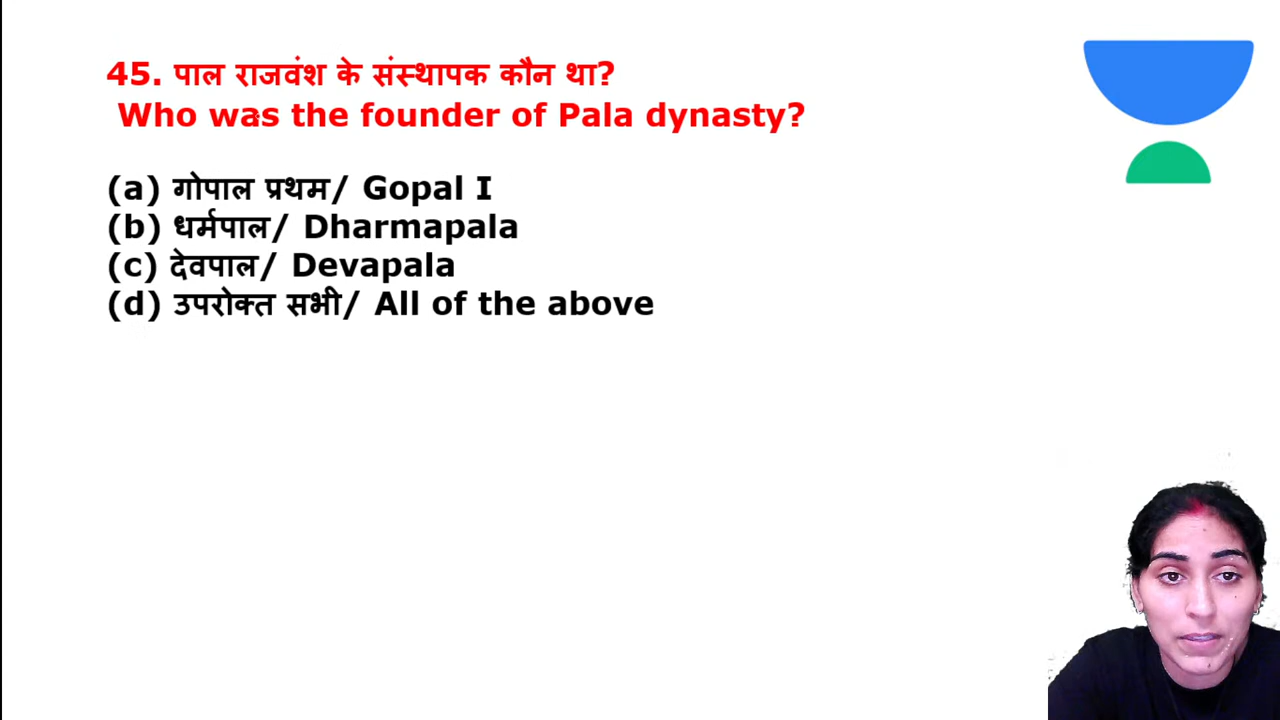 45. पाल राजवंश के संस्थापक कौन था?
Who was the founder of Pala dynasty?
(a) गोपाल प्रथम/ Gopal I
(b) धर्मपाल/ Dharmapala
(c) देवपाल/ Devapala
(d) उपरोक्त सभी/ All of the above